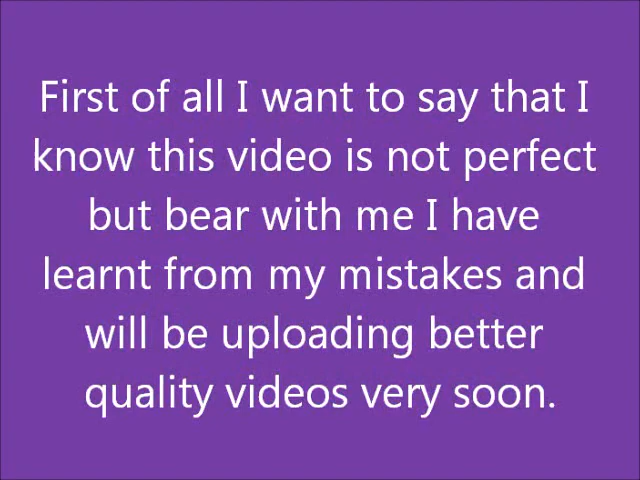 First of all I want to say that I
know this video is not perfect
but bear with me I have
learnt from my mistakes and
will be uploading better
quality videos very soon.